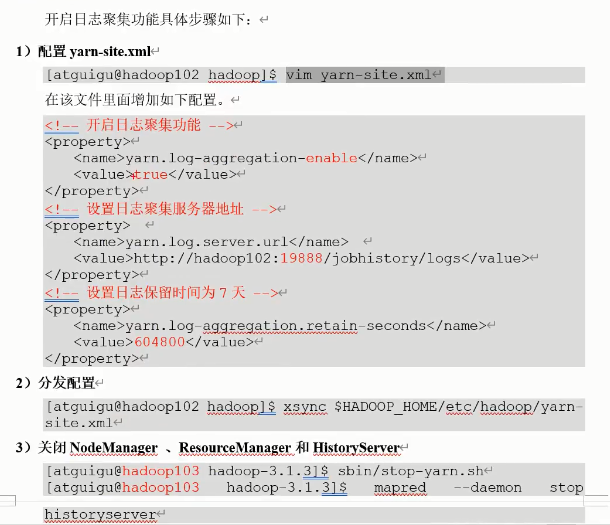 开启日志聚集功能具体步骤如下：
1）配置 yarn-site.xml
[atguigu@hadoop102 hadoop]$ vim yarn-site.xml
在该文件里面增加如下配置。
<!-- 开启日志聚集功能 -->
<property>
<name>yarn.log-aggregation-enable</name>
<value>true</value>
</property>
<!-- 设置日志聚集服务器地址 -->
<property>
<name>yarn.log.server.url</name>
<value>http://hadoop102:19888/jobhistory/logs</value>
</property>
<!-- 设置日志保留时间为 7 天 -->
<property>
<name>yarn.log-aggregation.retain-seconds</name>
<value>604800</value>
</property>
2）分发配置
[atguigu@hadoop102 hadoop]$ xsync $HADOOP_HOME/etc/hadoop/yarn-
site.xml
3）关闭 NodeManager 、ResourceManager 和 HistoryServer
[atguigu@hadoop103 hadoop-3.1.3]$ sbin/stop-yarn.sh
[atguigu@hadoop103 hadoop-3.1.3]$ mapred --daemon stop
historyserver